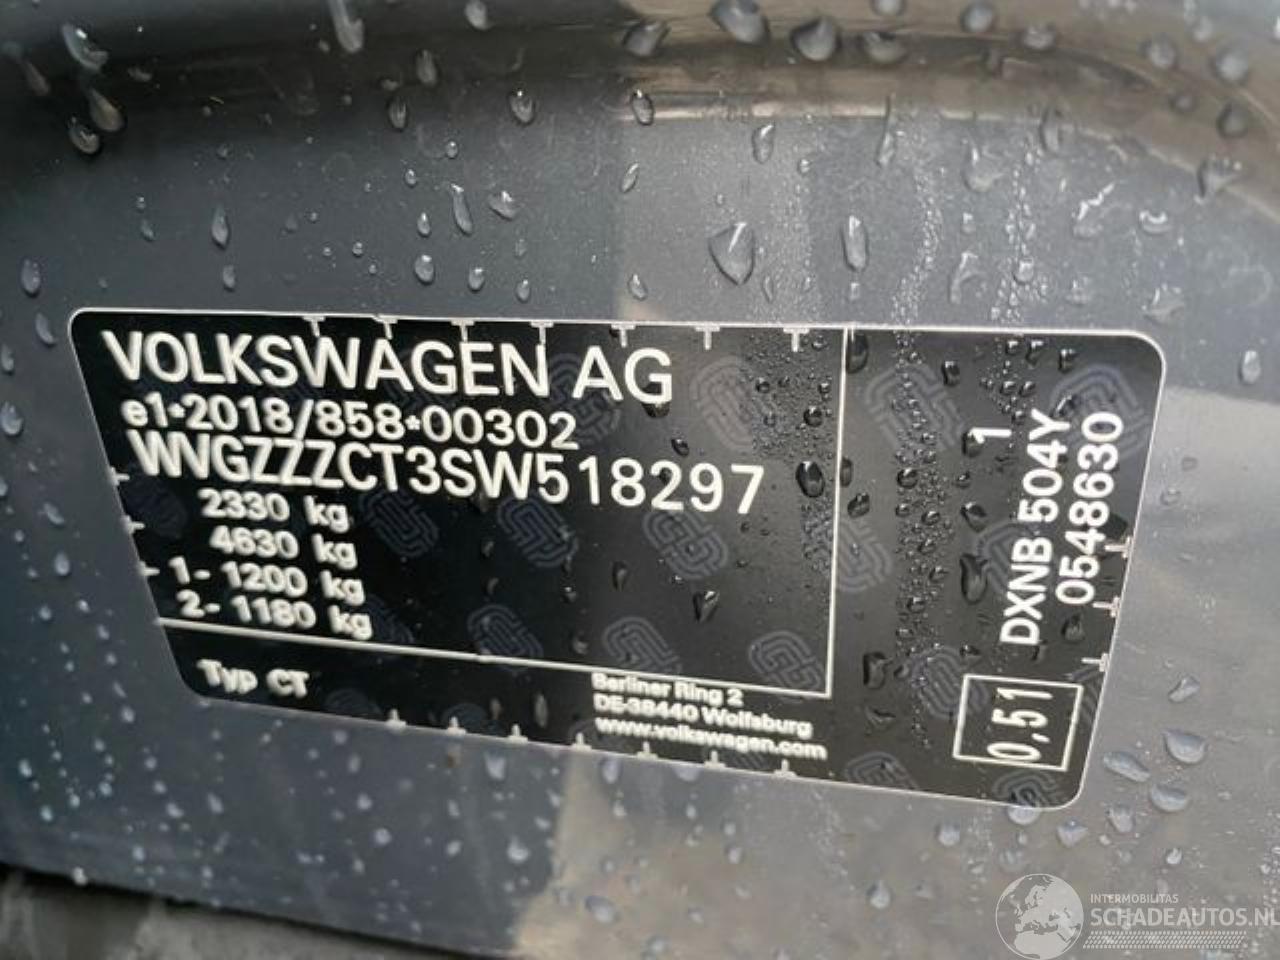 VOLKSWAGEN AG
e1*2018/858*00302
WVGZZZCT3SW518297
2330 kg
4630 kg
1- 1200 kg
2- 1180 kg
Typ CT
Berliner Ring 2
DE-38440 Wolfsburg
www.volkswagen.com
1
DXNB 504Y
0548630
0,51
INTERMOBILITAS
SCHADEAUTOS.NL